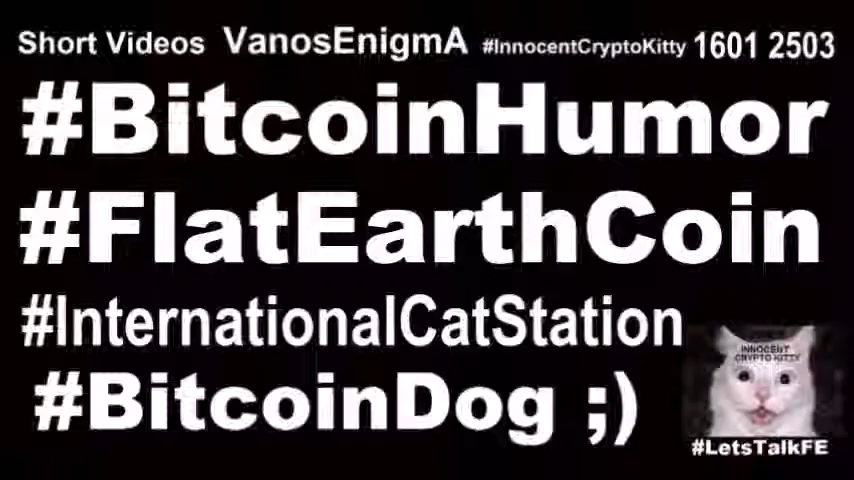 Short Videos VanosEnigmA #InnocentCryptoKitty 1601 2503
#BitcoinHumor
#FlatEarthCoin
#InternationalCatStation
#BitcoinDog ;)
INNOCENT
CRYPTO KITTY
#LetsTalkFE